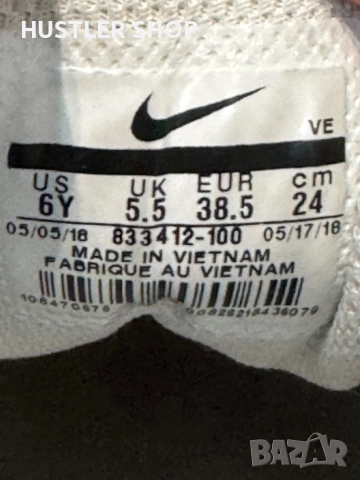 HUSTLER SHOP
VE
US UK EUR cm
6Y 5.5 38.5 24
05/05/18 833412-100 05/17/18
MADE IN VIETNAM
FABRIQUE AU VIETNAM
BAZAR